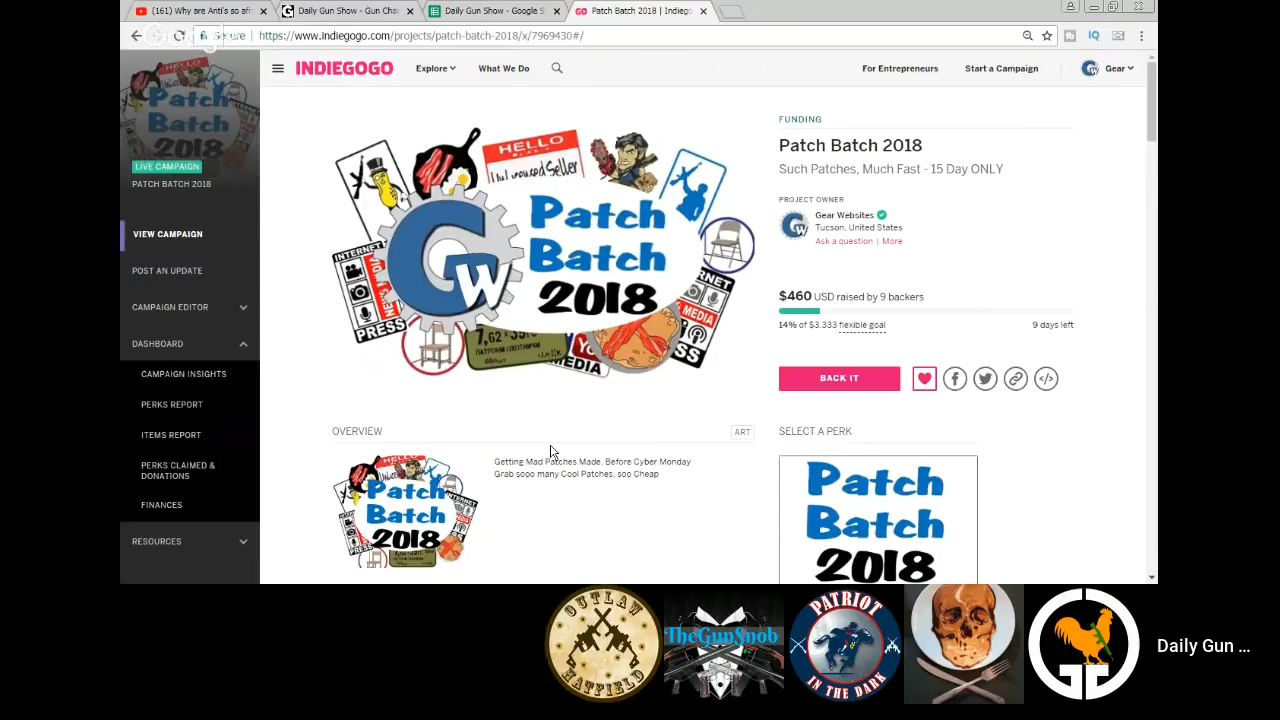 (161) Why are Anti's so afr
Daily Gun Show - Gun Cha
Daily Gun Show - Google S
Patch Batch 2018 | Indiego
https://www.indiegogo.com/projects/patch-batch-2018/x/7969430#/
INDIEGOGO
Explore
What We Do
For Entrepreneurs
Start a Campaign
Gear
Patch
Batch
2018
LIVE CAMPAIGN
PATCH BATCH 2018
VIEW CAMPAIGN
POST AN UPDATE
CAMPAIGN EDITOR
DASHBOARD
CAMPAIGN INSIGHTS
PERKS REPORT
ITEMS REPORT
PERKS CLAIMED &
DONATIONS
FINANCES
RESOURCES
HELLO
Patch
Batch
2018
GW
INTERNET
PRESS
MEDIA
FUNDING
Patch Batch 2018
Such Patches, Much Fast - 15 Day ONLY
PROJECT OWNER
Gear Websites
Tucson, United States
Ask a question | More
$460 USD raised by 9 backers
14% of $3,333 flexible goal
9 days left
BACK IT
OVERVIEW
ART
Getting Mad Patches Made, Before Cyber Monday
Grab sooo many Cool Patches, soo Cheap
Patch
Batch
2018
SELECT A PERK
Patch
Batch
2018
OUTLAW
HATFIELD
TheGunSnob
PATRIOT
IN THE DARK
Daily Gun ...